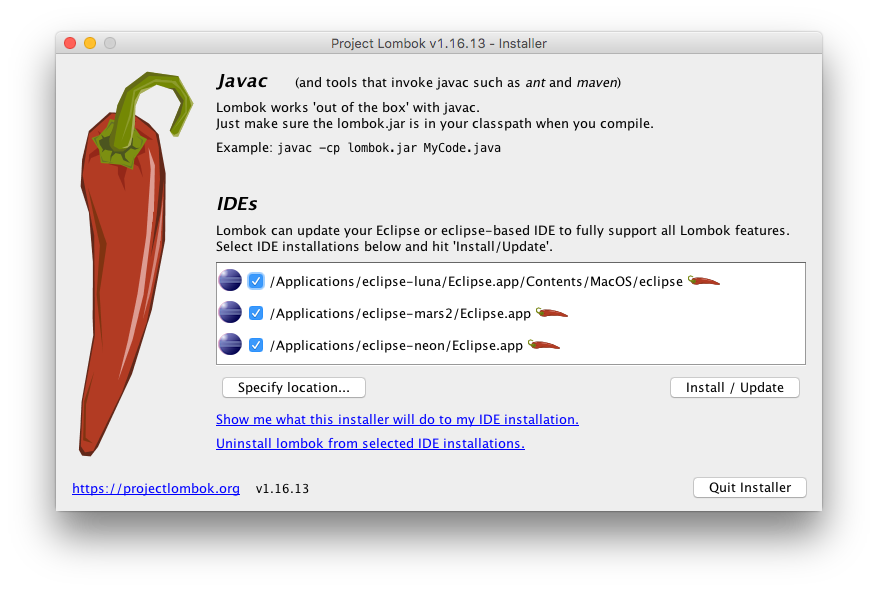 Project Lombok v1.16.13 - Installer
Javac (and tools that invoke javac such as ant and maven)
Lombok works 'out of the box' with javac.
Just make sure the lombok.jar is in your classpath when you compile.
Example: javac -cp lombok.jar MyCode.java
IDEs
Lombok can update your Eclipse or eclipse-based IDE to fully support all Lombok features.
Select IDE installations below and hit 'Install/Update'.
/Applications/eclipse-luna/Eclipse.app/Contents/MacOS/eclipse
/Applications/eclipse-mars2/Eclipse.app
/Applications/eclipse-neon/Eclipse.app
Specify location... Install / Update
Show me what this installer will do to my IDE installation.
Uninstall lombok from selected IDE installations.
https://projectlombok.org v1.16.13 Quit Installer